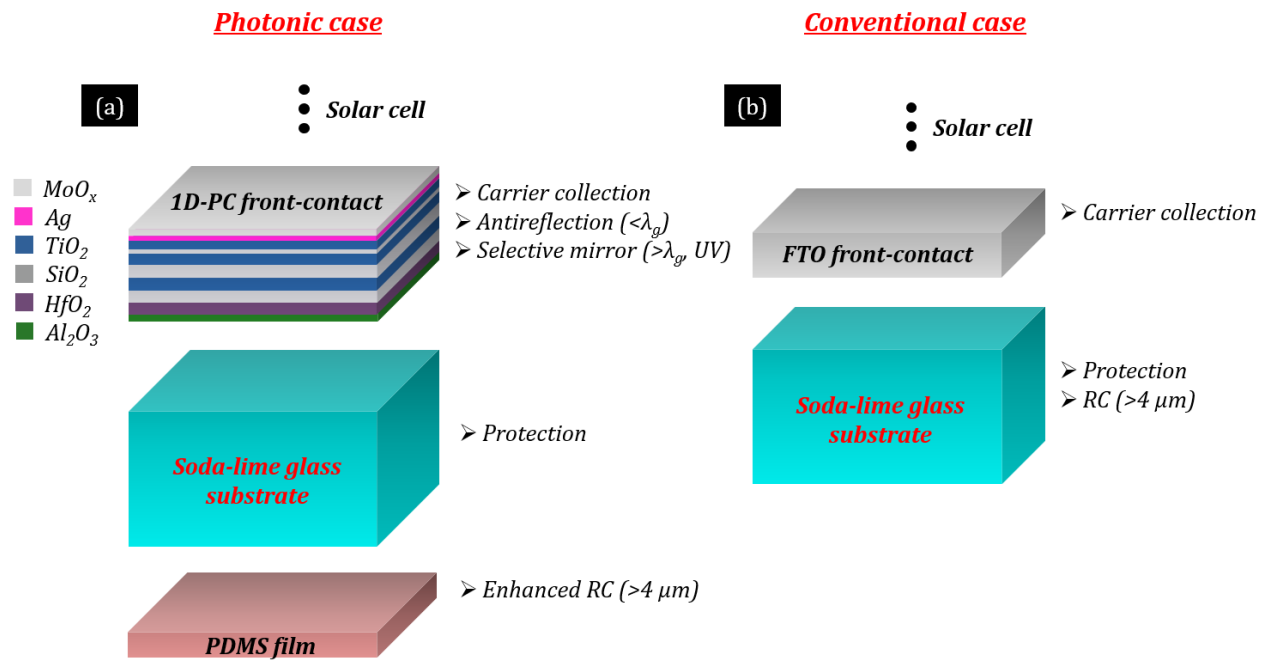 Photonic case
Conventional case
(a)
Solar cell
(b)
Solar cell
MoOₓ
Ag
TiO₂
SiO₂
HfO₂
Al₂O₃
1D-PC front-contact
➢ Carrier collection
➢ Antireflection (<λg)
➢ Selective mirror (>λg, UV)
FTO front-contact
➢ Carrier collection
Soda-lime glass
substrate
➢ Protection
Soda-lime glass
substrate
➢ Protection
➢ RC (>4 μm)
PDMS film
➢ Enhanced RC (>4 μm)